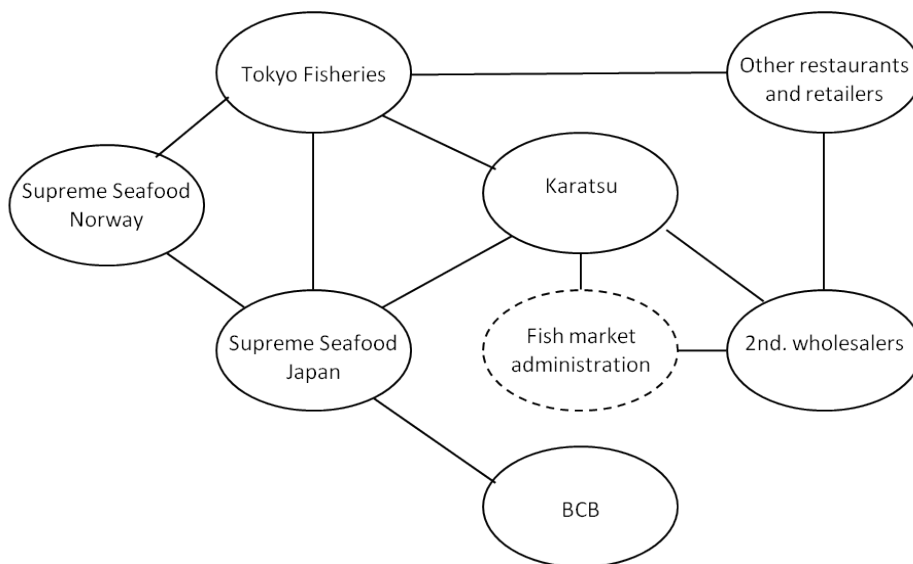 Tokyo Fisheries
Other restaurants
and retailers
Supreme Seafood
Norway
Karatsu
Supreme Seafood
Japan
Fish market
administration
2nd. wholesalers
BCB